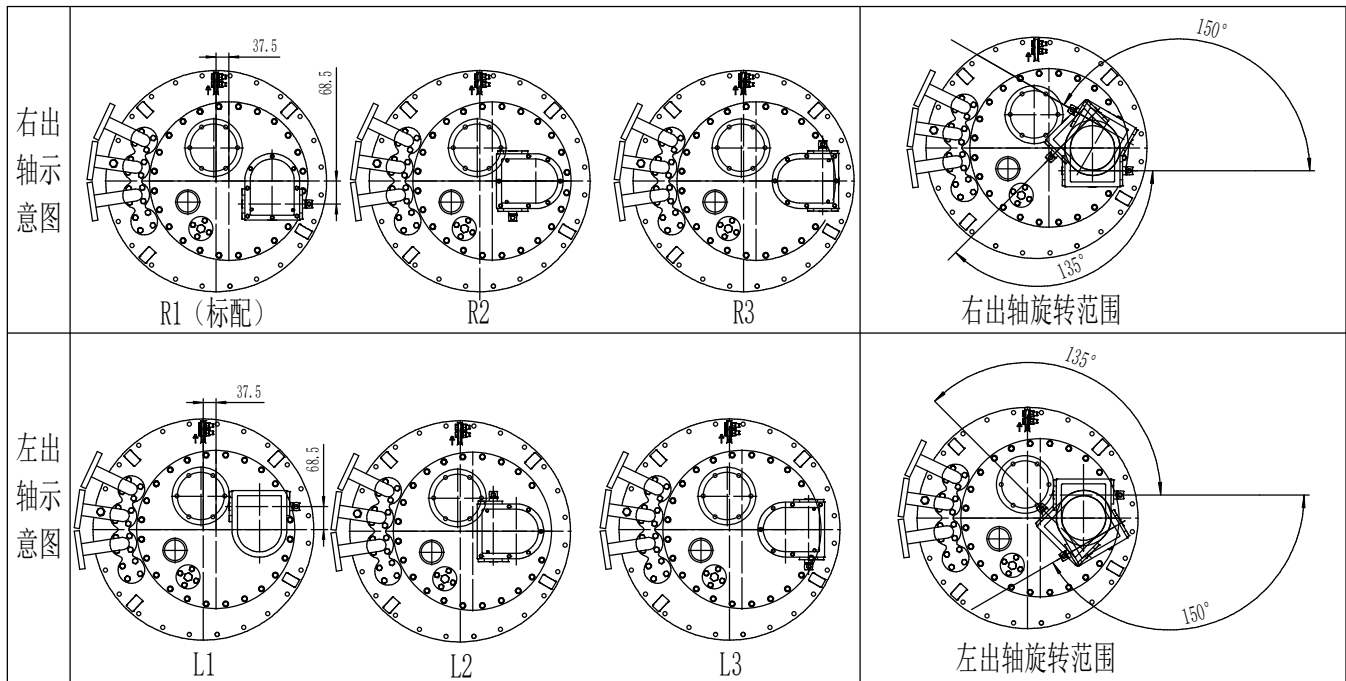 右出
轴示
意图
37.5
68.5
R1（标配）
R2
R3
150°
135°
右出轴旋转范围
左出
轴示
意图
37.5
68.5
L1
L2
L3
135°
150°
左出轴旋转范围